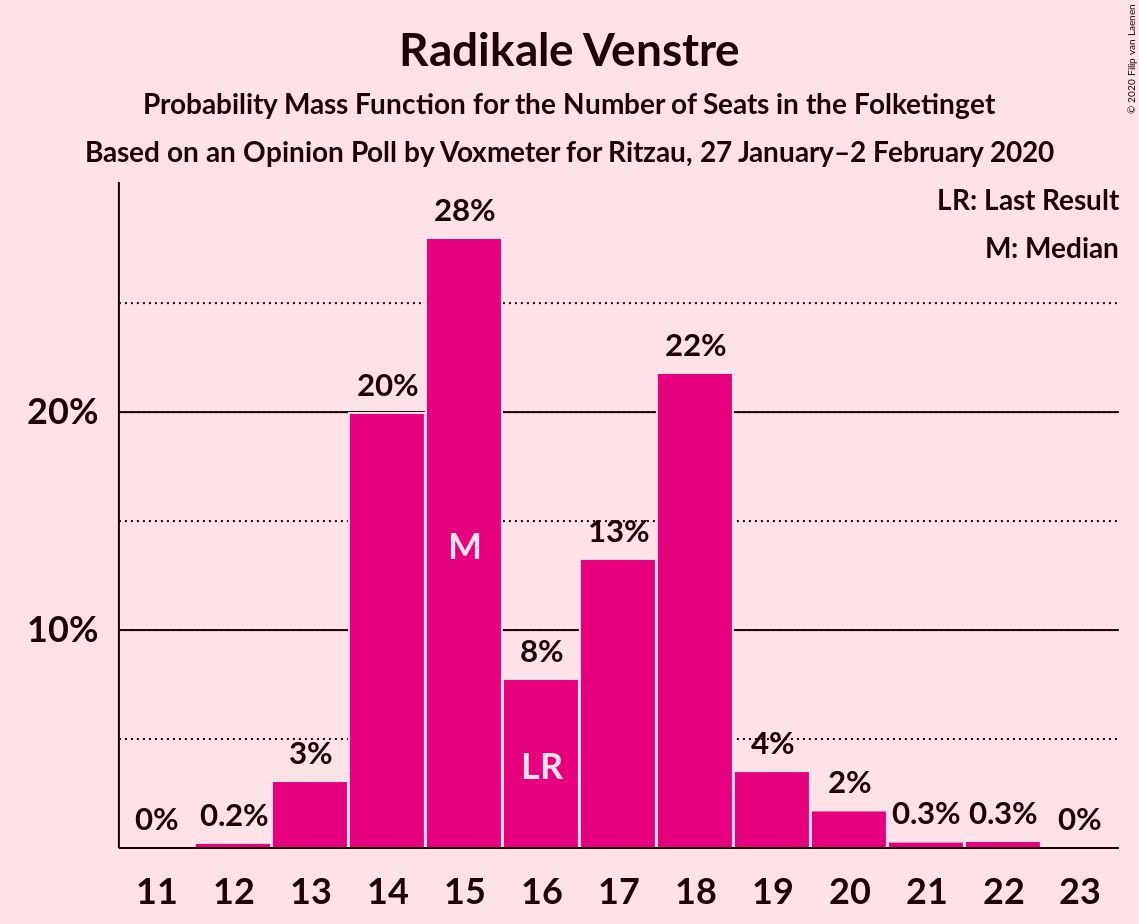 Radikale Venstre
Probability Mass Function for the Number of Seats in the Folketinget
Based on an Opinion Poll by Voxmeter for Ritzau, 27 January–2 February 2020
© 2020 Filip van Laenen
LR: Last Result
M: Median
28%
22%
20%
20%
13%
M
10%
8%
LR
4%
3%
2%
0%
0.2%
0.3%
0.3%
0%
11 12 13 14 15 16 17 18 19 20 21 22 23